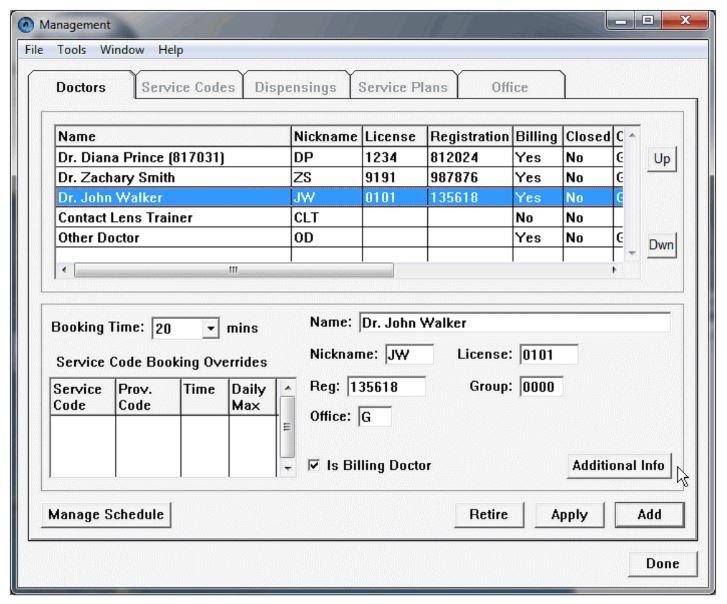 Management
File Tools Window Help
Doctors Service Codes Dispensings Service Plans Office
Name Nickname License Registration Billing Closed C
Dr. Diana Prince (817031) DP 1234 812024 Yes No G
Dr. Zachary Smith ZS 9191 987876 Yes No G
Dr. John Walker JW 0101 135618 Yes No G
Contact Lens Trainer CLT No No
Other Doctor OD Yes No G
Up
Dwn
Booking Time: 20 mins
Service Code Booking Overrides
Service Code Prov. Code Time Daily Max
Name: Dr. John Walker
Nickname: JW License: 0101
Reg: 135618 Group: 0000
Office: G
Is Billing Doctor
Additional Info
Manage Schedule Retire Apply Add
Done